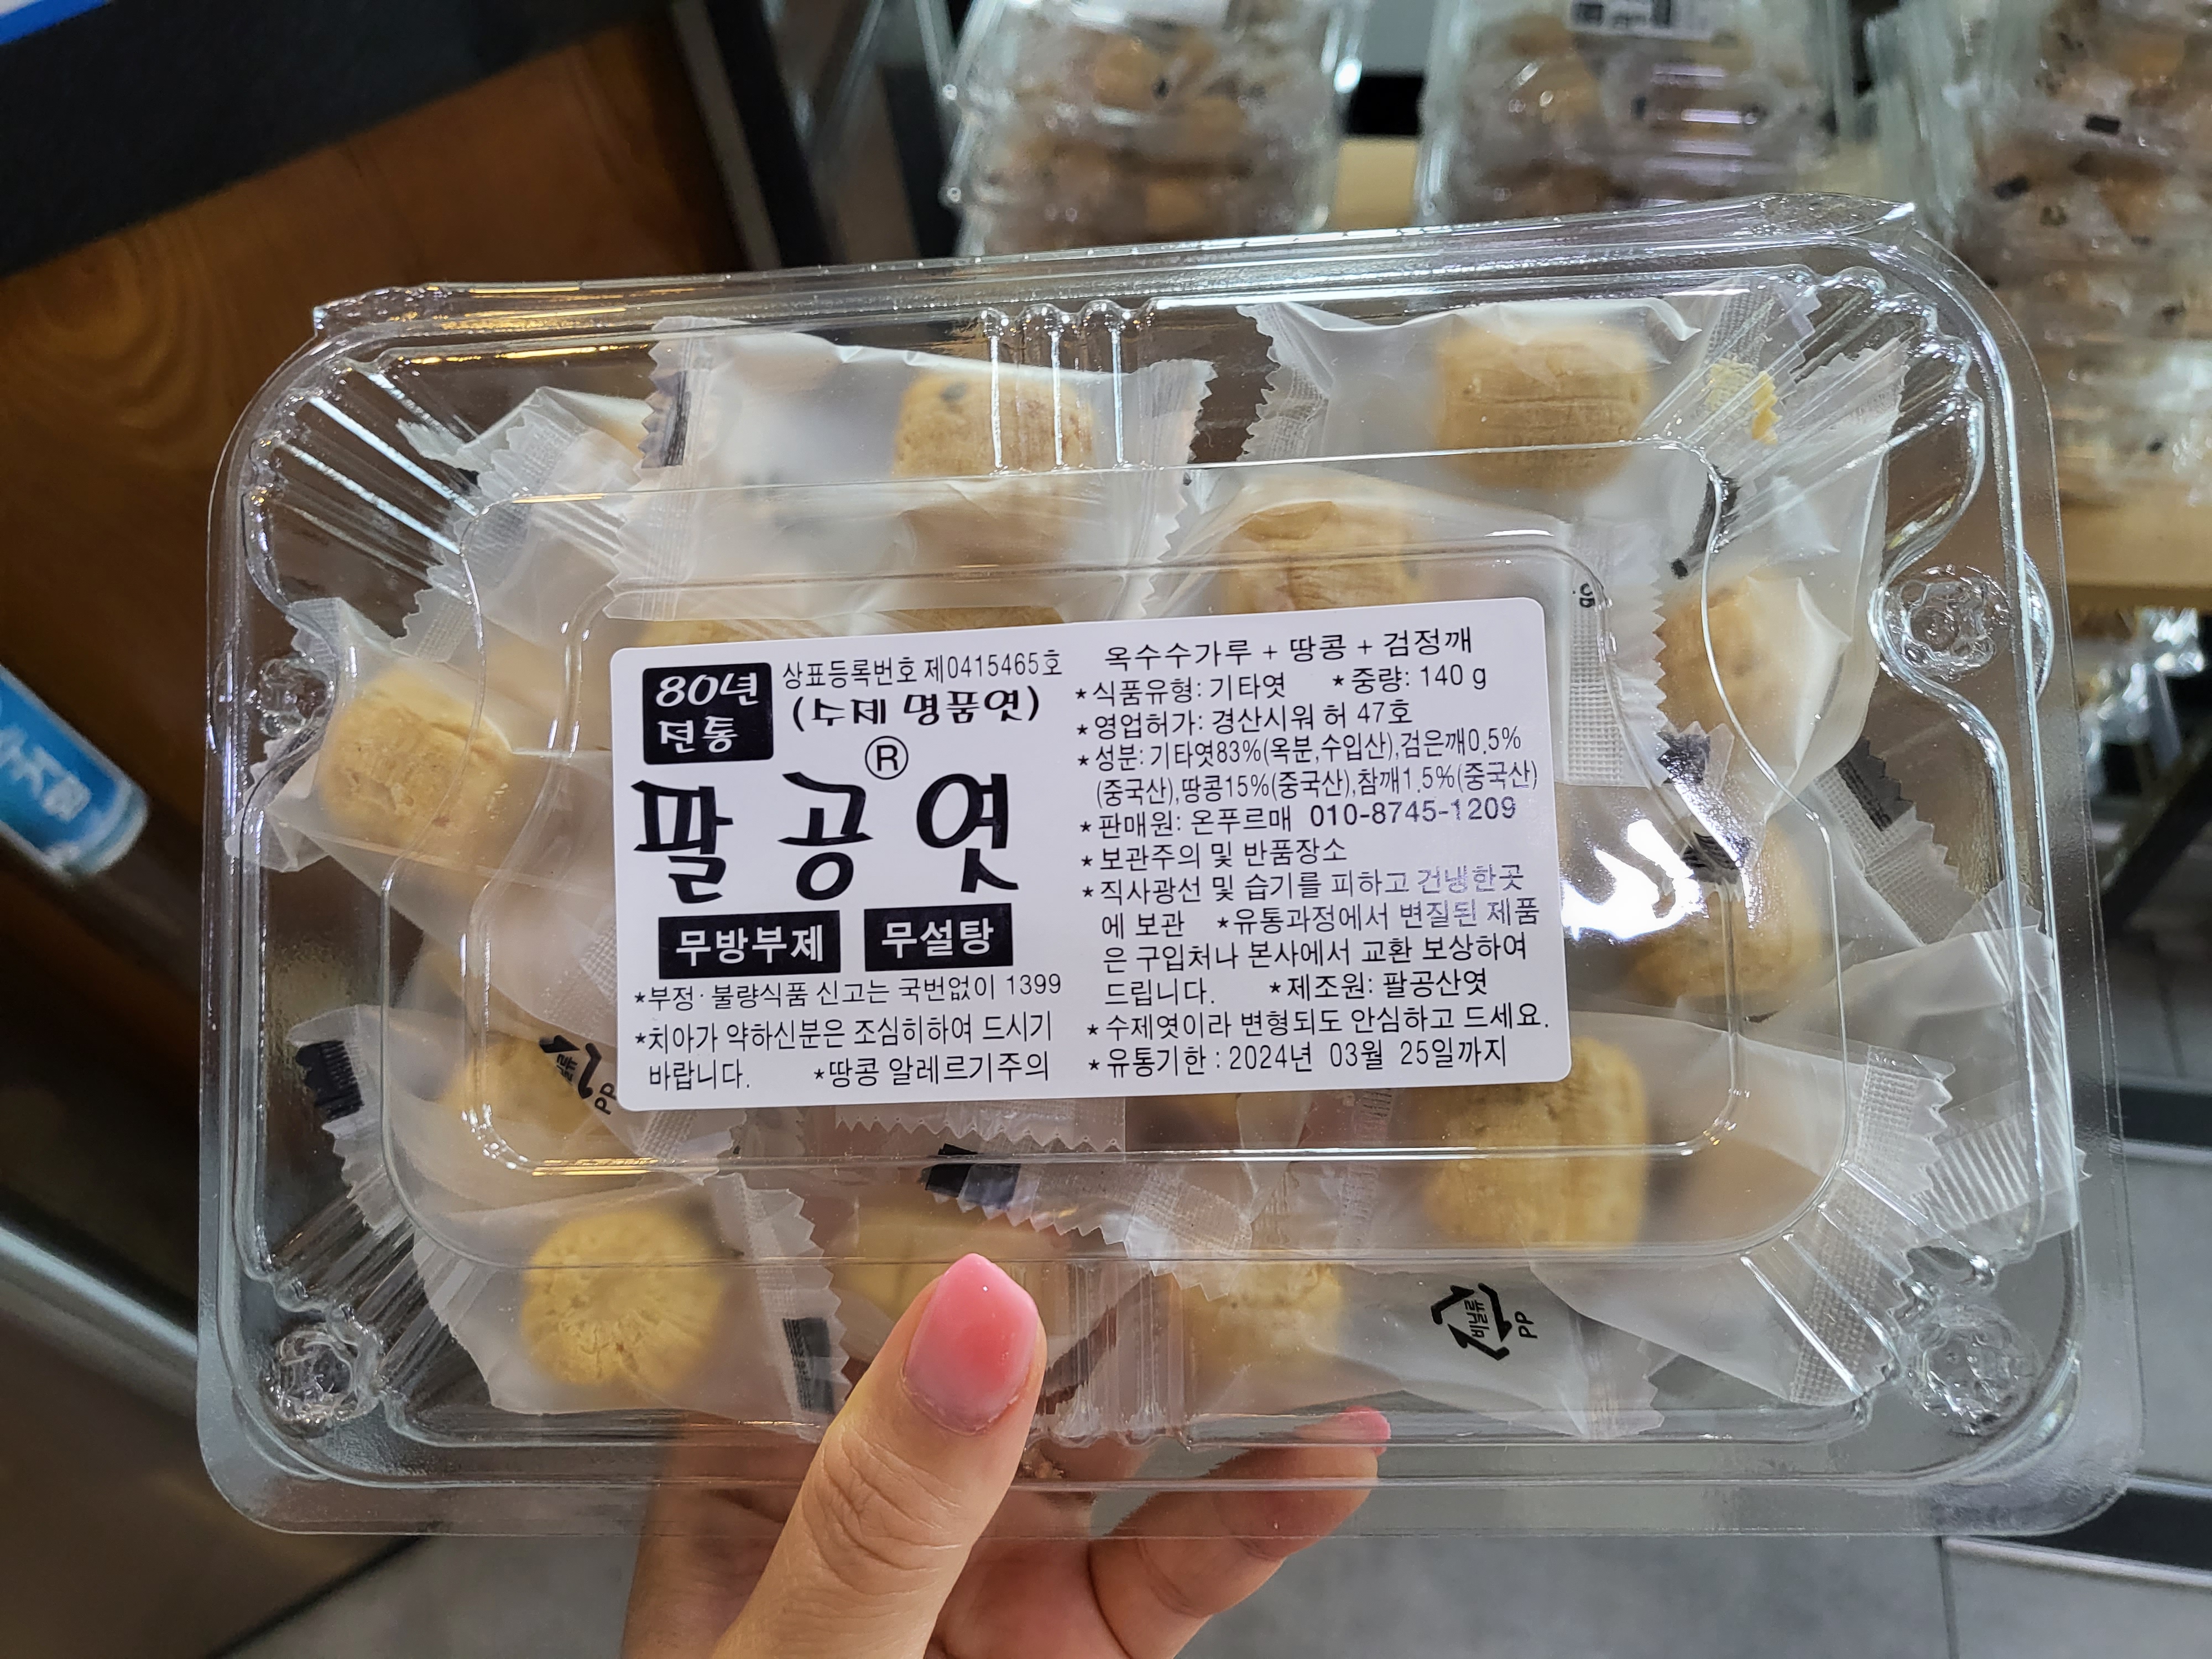 80년
전통
상표등록번호 제0415465호
(수제 명품엿)
®
팔공엿
무방부제 무설탕
*부정·불량식품 신고는 국번없이 1399
*치아가 약하신분은 조심히하여 드시기
바랍니다. *땅콩 알레르기주의
옥수수가루 + 땅콩 + 검정깨
*식품유형: 기타엿 *중량: 140 g
*영업허가: 경산시워 허 47호
*성분: 기타엿83%(옥분,수입산),검은깨0.5%
(중국산),땅콩15%(중국산),참깨1.5%(중국산)
*판매원: 온푸르매 010-8745-1209
*보관주의 및 반품장소
*직사광선 및 습기를 피하고 건냉한곳
에 보관 *유통과정에서 변질된 제품
은 구입처나 본사에서 교환 보상하여
드립니다. *제조원: 팔공산엿
*수제엿이라 변형되도 안심하고 드세요.
*유통기한 : 2024년 03월 25일까지
비닐류
PP
PP